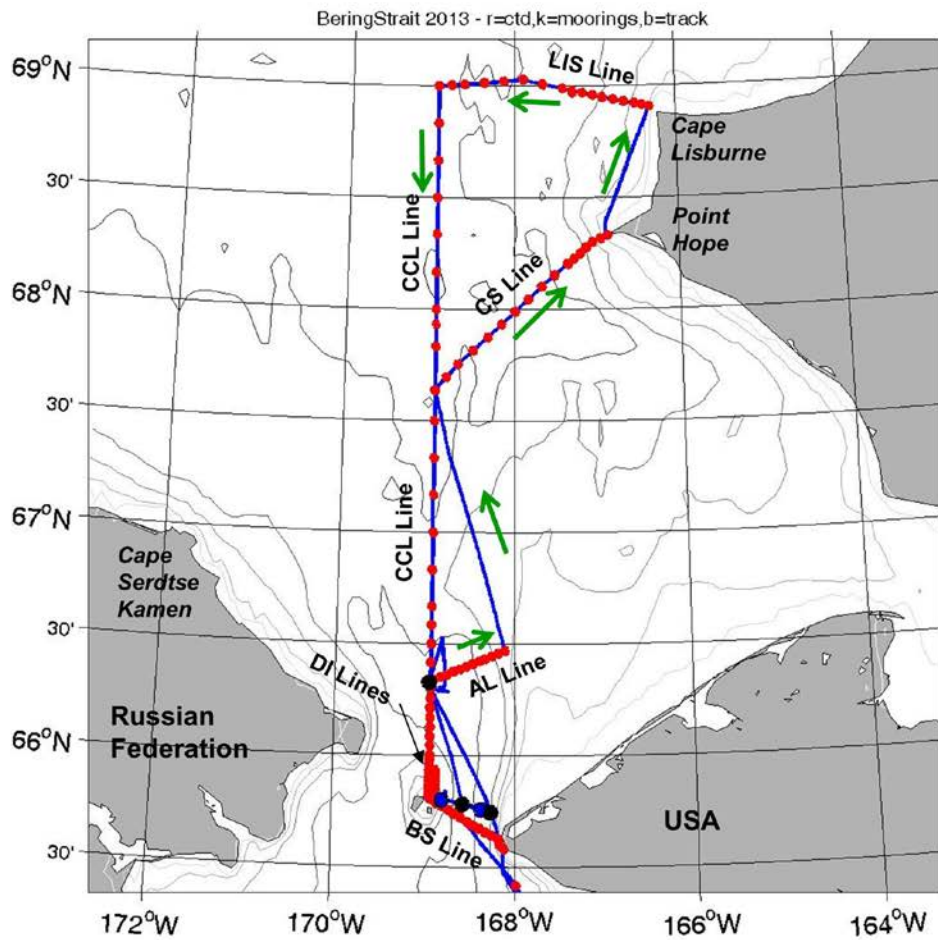 BeringStrait 2013 - r=ctd,k=moorings,b=track
69°N
LIS Line
Cape
Lisburne
30'
CCL Line
Point
Hope
CS Line
68°N
30'
67°N
CCL Line
Cape
Serdtse
Kamen
30'
DI Lines
AL Line
Russian
Federation
66°N
USA
BS Line
30'
172°W
170°W
168°W
166°W
164°W